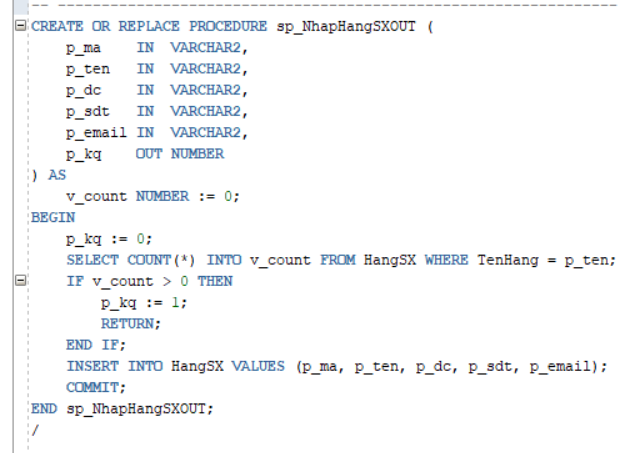 -- ----------------------------------------------------------------
CREATE OR REPLACE PROCEDURE sp_NhapHangSXOUT (
    p_ma    IN  VARCHAR2,
    p_ten   IN  VARCHAR2,
    p_dc    IN  VARCHAR2,
    p_sdt   IN  VARCHAR2,
    p_email IN  VARCHAR2,
    p_kq    OUT NUMBER
) AS
    v_count NUMBER := 0;
BEGIN
    p_kq := 0;
    SELECT COUNT(*) INTO v_count FROM HangSX WHERE TenHang = p_ten;
    IF v_count > 0 THEN
        p_kq := 1;
        RETURN;
    END IF;
    INSERT INTO HangSX VALUES (p_ma, p_ten, p_dc, p_sdt, p_email);
    COMMIT;
END sp_NhapHangSXOUT;
/